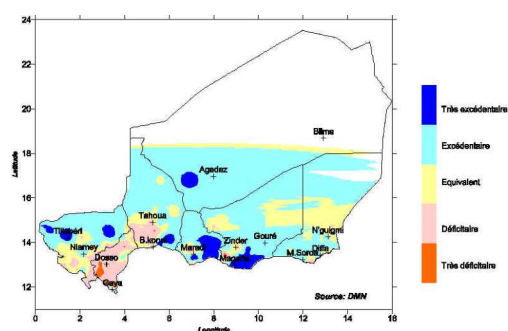 24
22
20
18
16
14
12
Latitude
Bilma
Agadez
Tahoua
Tillabéri
B.konni
Niamey
Dosso
Gaya
Maradi
Zinder
Magaria
Gouré
N'guigmi
Diffa
M.Soroa
Source: DMN
0 2 4 6 8 10 12 14 16
Longitude
Très excédentaire
Excédentaire
Equivalent
Déficitaire
Très déficitaire